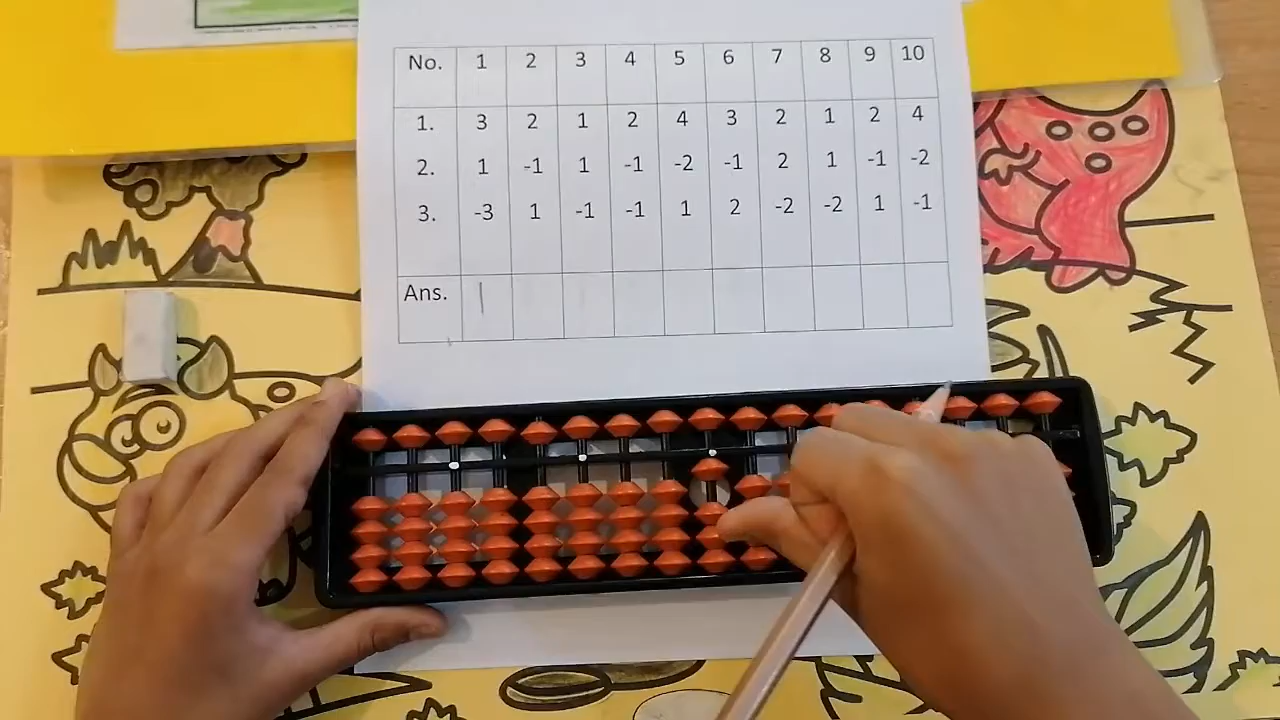 No. 1 2 3 4 5 6 7 8 9 10
1. 3 2 1 2 4 3 2 1 2 4
2. 1 -1 1 -1 -2 -1 2 1 -1 -2
3. -3 1 -1 -1 1 2 -2 -2 1 -1
Ans. 1